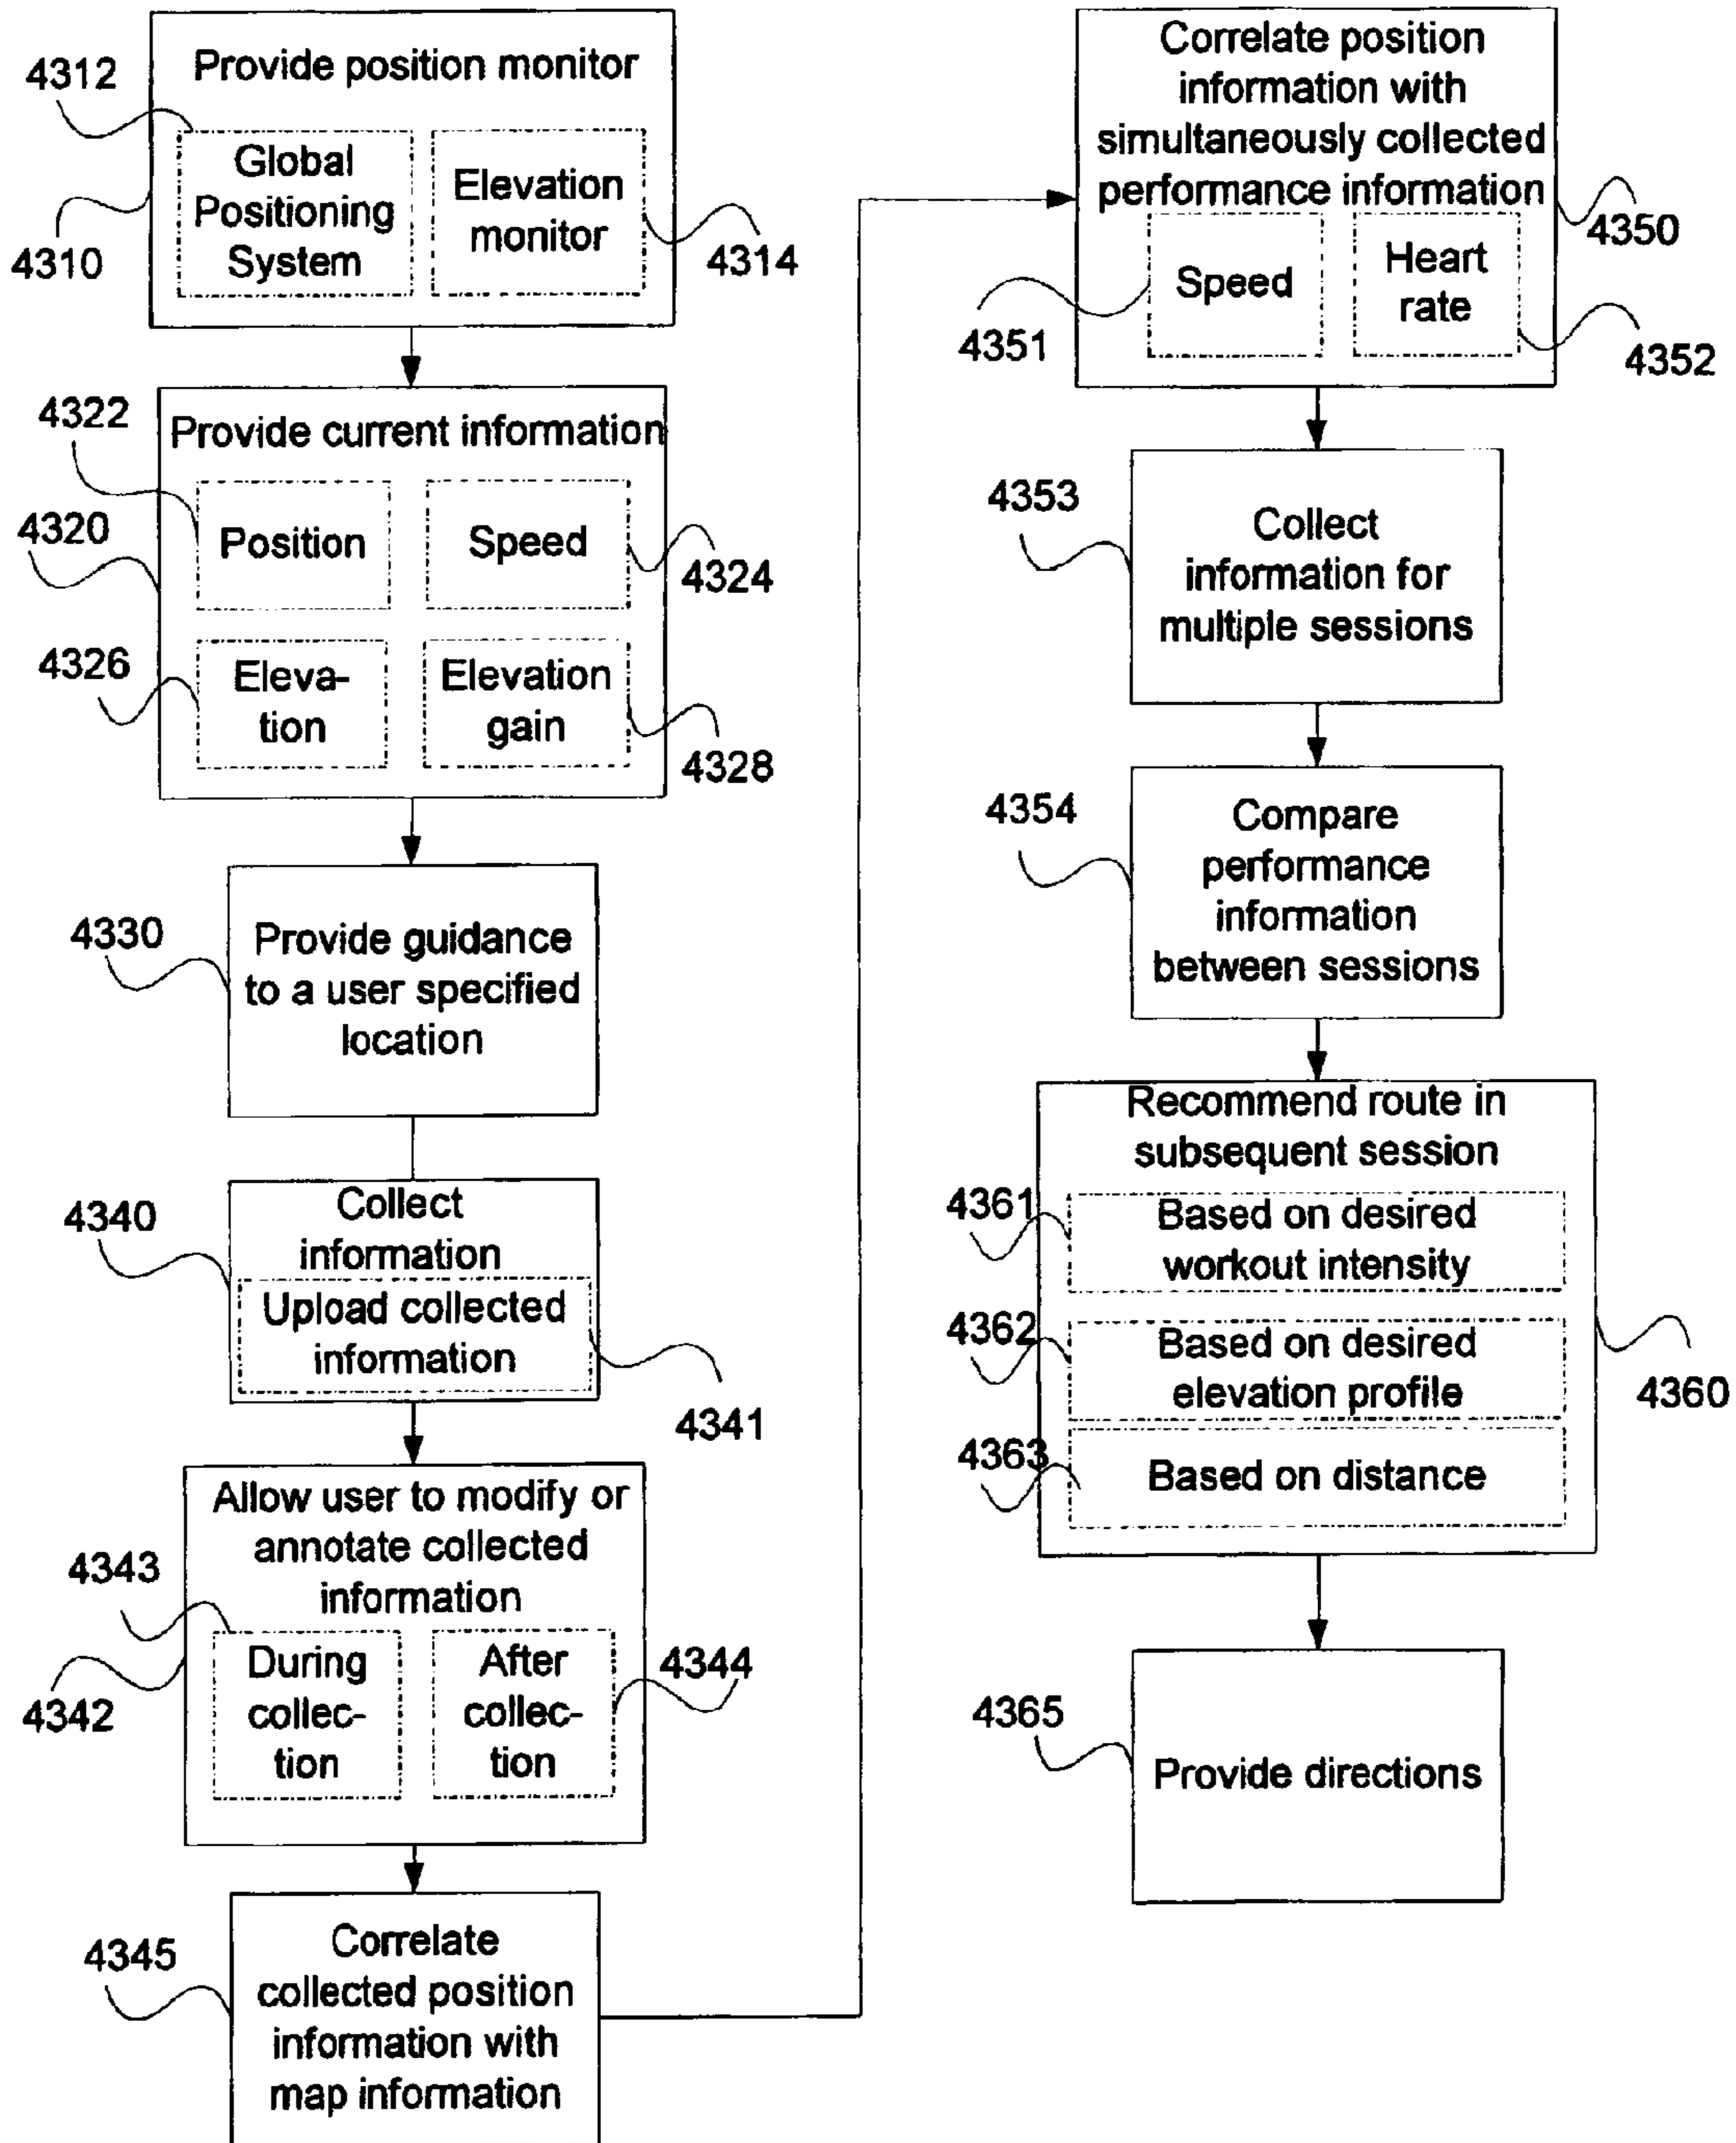 Provide position monitor
4312
Global
Positioning
System
Elevation
monitor
4310
4314
4322
Provide current information
4320
Position
Speed
4324
4326
Eleva-
tion
Elevation
gain
4328
4330
Provide guidance
to a user specified
location
4340
Collect
information
Upload collected
information
4341
Allow user to modify or
annotate collected
information
4343
During
collec-
tion
After
collec-
tion
4344
4342
4345
Correlate
collected position
information with
map information
Correlate position
information with
simultaneously collected
performance information
4350
Speed
Heart
rate
4351
4352
4353
Collect
information for
multiple sessions
4354
Compare
performance
information
between sessions
Recommend route in
subsequent session
4361
Based on desired
workout intensity
4362
Based on desired
elevation profile
4360
4363
Based on distance
4365
Provide directions